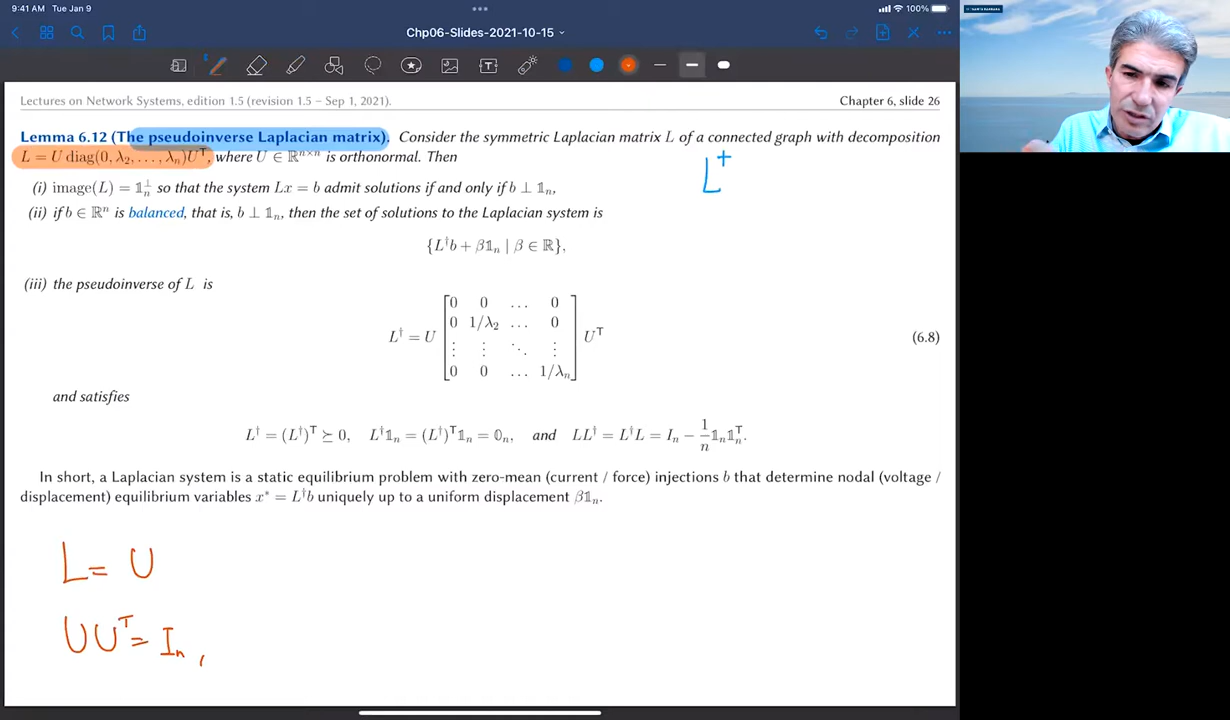 9:41 AM Tue Jan 9
100%
Chp06-Slides-2021-10-15
Lectures on Network Systems, edition 1.5 (revision 1.5 – Sep 1, 2021).
Chapter 6, slide 26
Lemma 6.12 (The pseudoinverse Laplacian matrix). Consider the symmetric Laplacian matrix L of a connected graph with decomposition
L = U diag(0, λ₂, . . . , λₙ)Uᵀ, where U ∈ ℝⁿˣⁿ is orthonormal. Then
L⁺
(i) image(L) = 𝟙ₙ^⊥ so that the system Lx = b admit solutions if and only if b ⊥ 𝟙ₙ,
(ii) if b ∈ ℝⁿ is balanced, that is, b ⊥ 𝟙ₙ, then the set of solutions to the Laplacian system is
{L†b + β𝟙ₙ | β ∈ ℝ},
(iii) the pseudoinverse of L is
L† = U [0 0 … 0
0 1/λ₂ … 0
⋮ ⋮ ⋱ ⋮
0 0 … 1/λₙ] Uᵀ
(6.8)
and satisfies
L† = (L†)ᵀ ⪰ 0, L†𝟙ₙ = (L†)ᵀ𝟙ₙ = 𝟘ₙ, and LL† = L†L = Iₙ − 1/n 𝟙ₙ𝟙ₙᵀ.
In short, a Laplacian system is a static equilibrium problem with zero-mean (current / force) injections b that determine nodal (voltage /
displacement) equilibrium variables x* = L†b uniquely up to a uniform displacement β𝟙ₙ.
L = U
UUᵀ = Iₙ ,